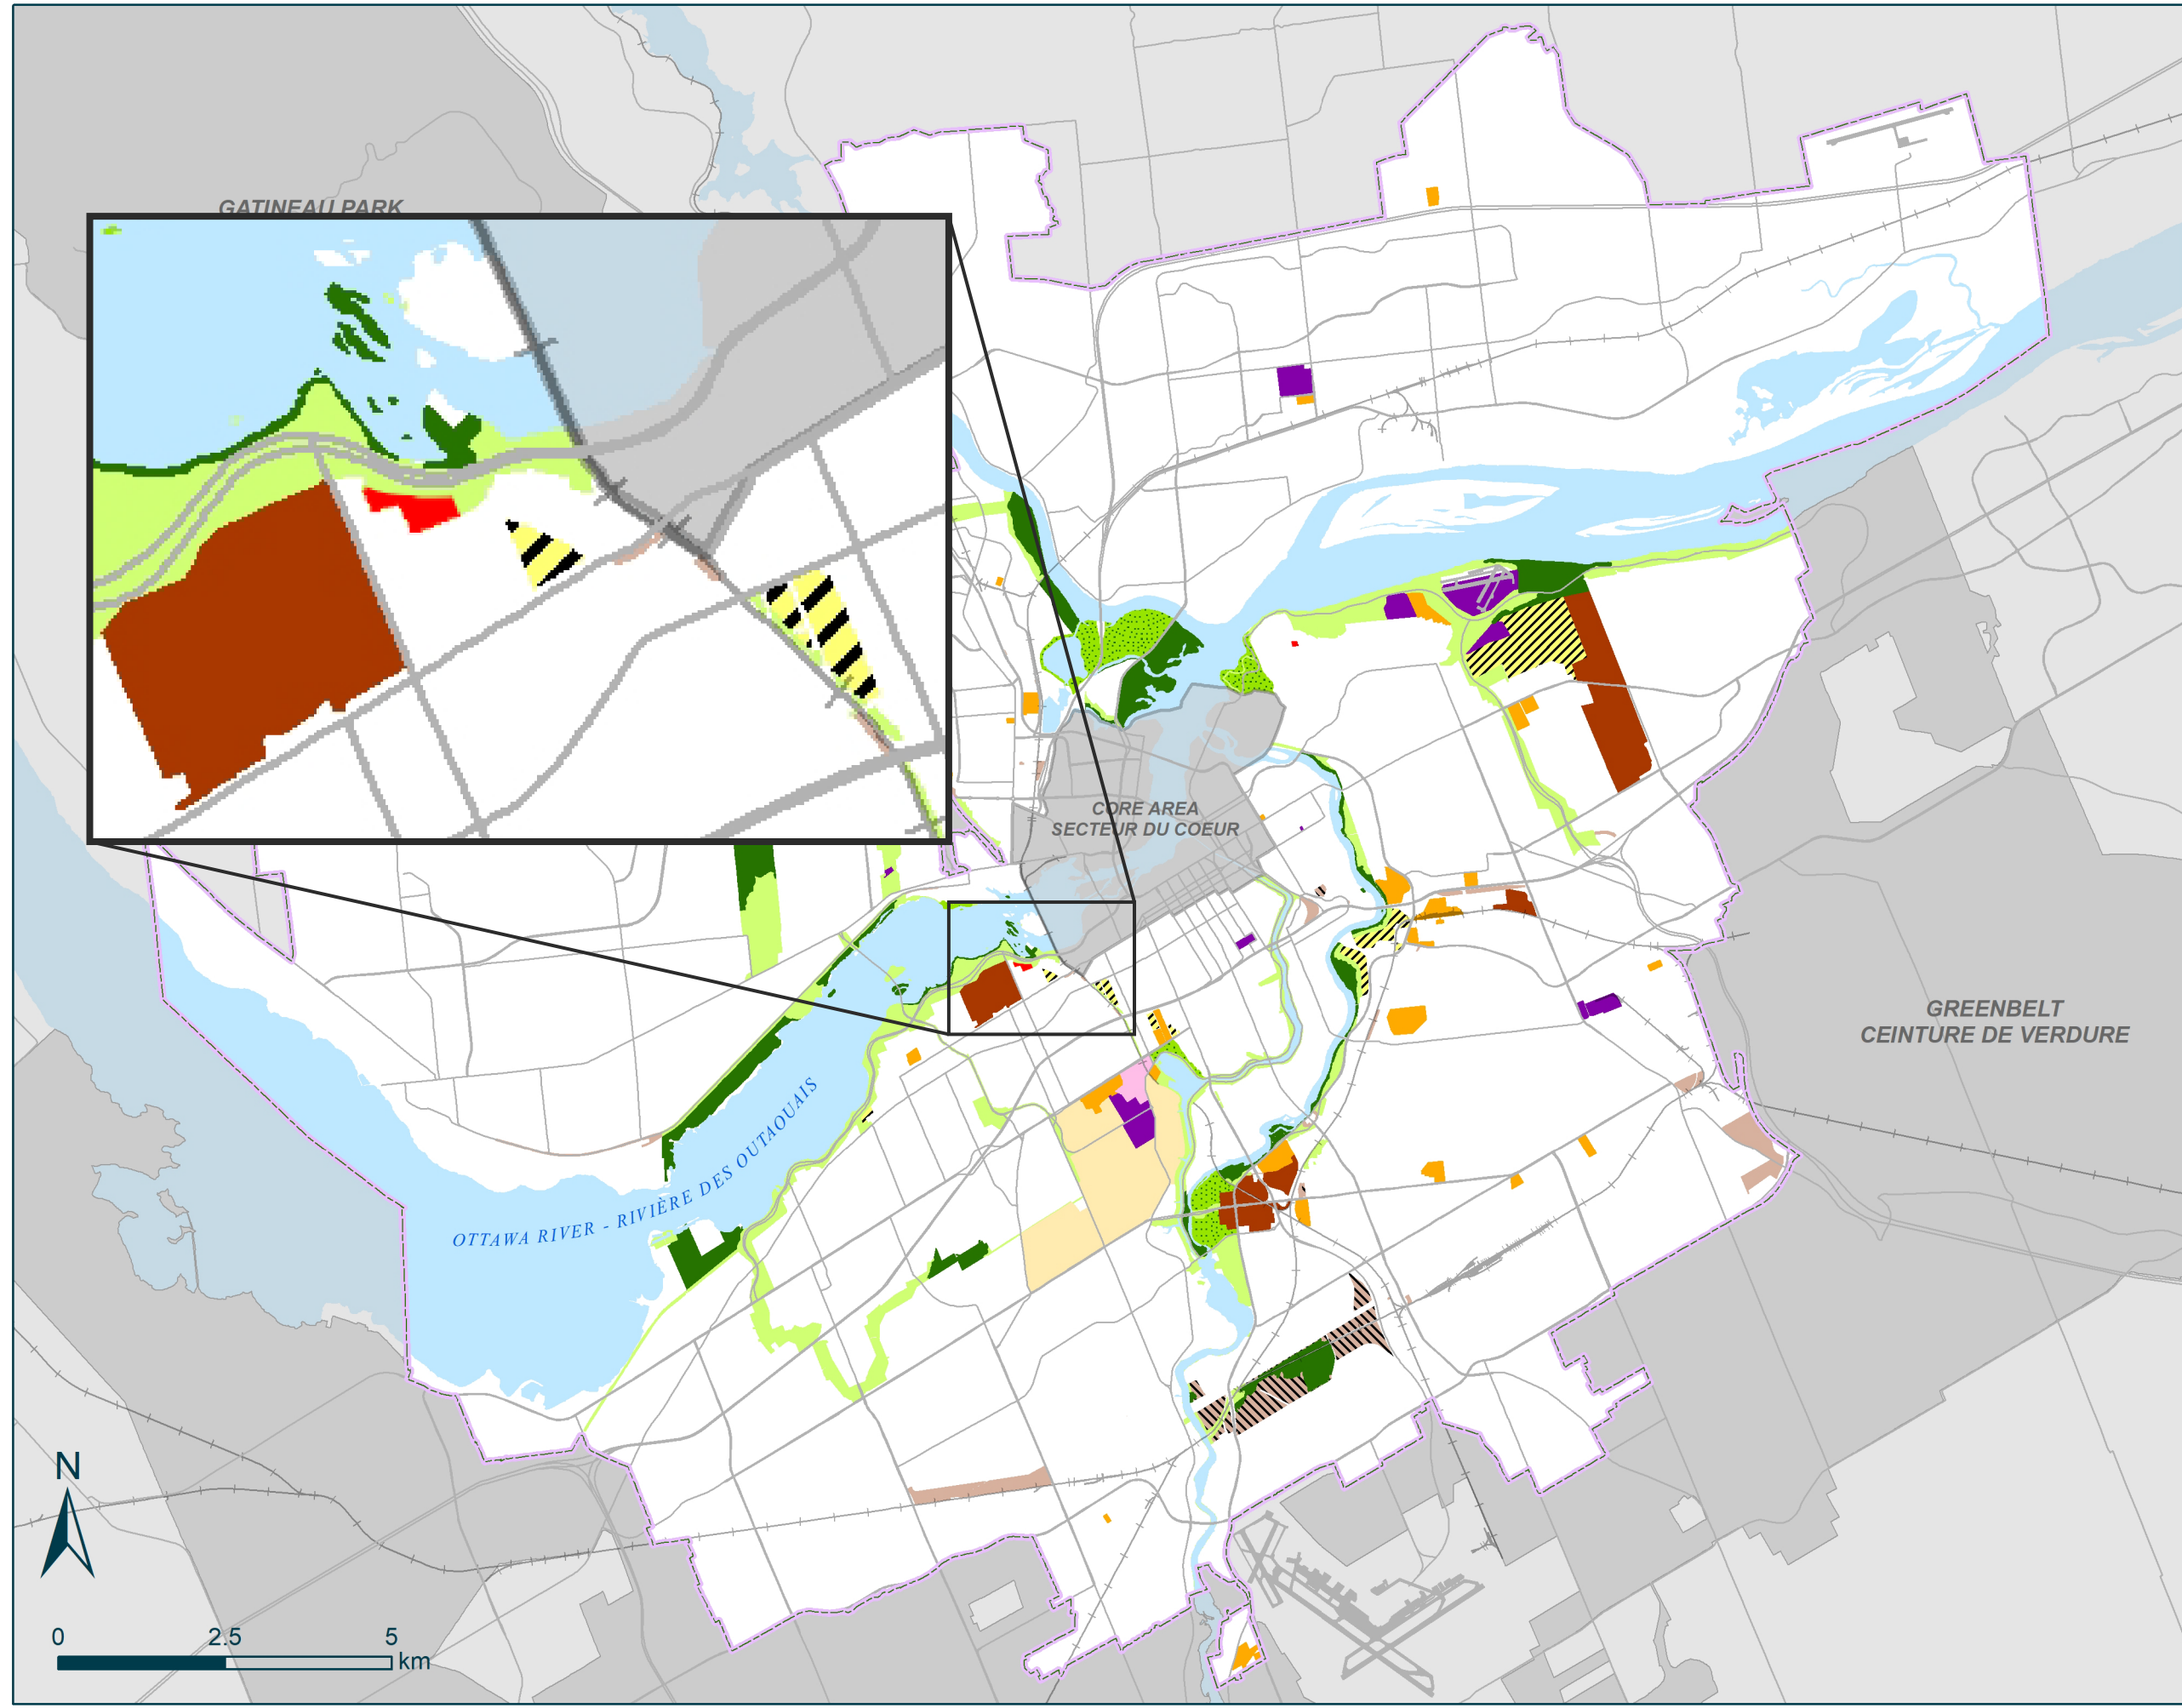 GATINEAU PARK
CORE AREA
SECTEUR DU COEUR
GREENBELT
CEINTURE DE VERDURE
OTTAWA RIVER - RIVIÈRE DES OUTAOUAIS
N
0 2.5 5
km